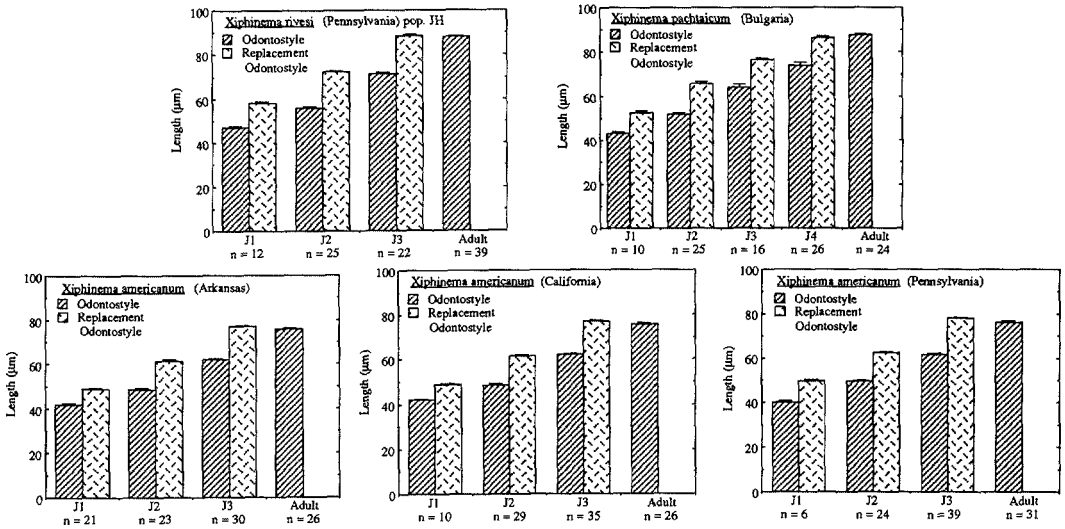 Xiphinema rivesi (Pennsylvania) pop. JH
Odontostyle
Replacement
Odontostyle
Length (µm)
100
80
60
40
20
0
J1 J2 J3 Adult
n = 12 n = 25 n = 22 n = 39
Xiphinema pachtaicum (Bulgaria)
Odontostyle
Replacement
Odontostyle
Length (µm)
100
80
60
40
20
0
J1 J2 J3 J4 Adult
n = 10 n = 25 n = 16 n = 26 n = 24
Xiphinema americanum (Arkansas)
Odontostyle
Replacement
Odontostyle
Length (µm)
100
80
60
40
20
0
J1 J2 J3 Adult
n = 21 n = 23 n = 30 n = 26
Xiphinema americanum (California)
Odontostyle
Replacement
Odontostyle
Length (µm)
100
80
60
40
20
0
J1 J2 J3 Adult
n = 10 n = 29 n = 35 n = 26
Xiphinema americanum (Pennsylvania)
Odontostyle
Replacement
Odontostyle
Length (µm)
100
80
60
40
20
0
J1 J2 J3 Adult
n = 6 n = 24 n = 39 n = 31